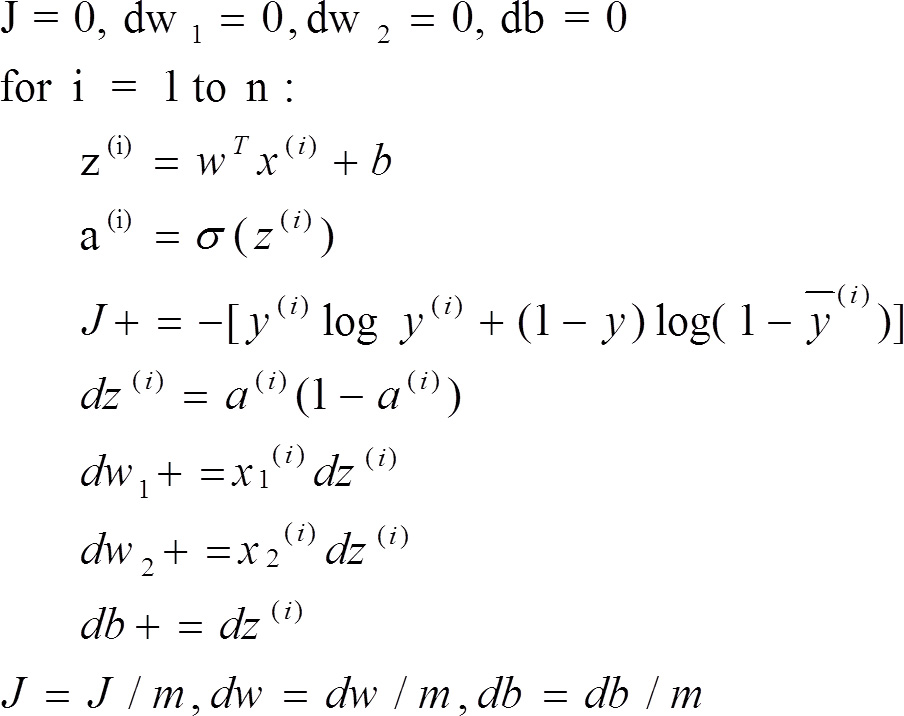 J = 0, dw₁ = 0, dw₂ = 0, db = 0
for i = 1 to n :
z⁽ⁱ⁾ = wᵀx⁽ⁱ⁾ + b
a⁽ⁱ⁾ = σ(z⁽ⁱ⁾)
J+ = −[y⁽ⁱ⁾ log y⁽ⁱ⁾ + (1 − y) log(1 − y̅⁽ⁱ⁾)]
dz⁽ⁱ⁾ = a⁽ⁱ⁾(1 − a⁽ⁱ⁾)
dw₁+ = x₁⁽ⁱ⁾dz⁽ⁱ⁾
dw₂+ = x₂⁽ⁱ⁾dz⁽ⁱ⁾
db+ = dz⁽ⁱ⁾
J = J / m, dw = dw / m, db = db / m